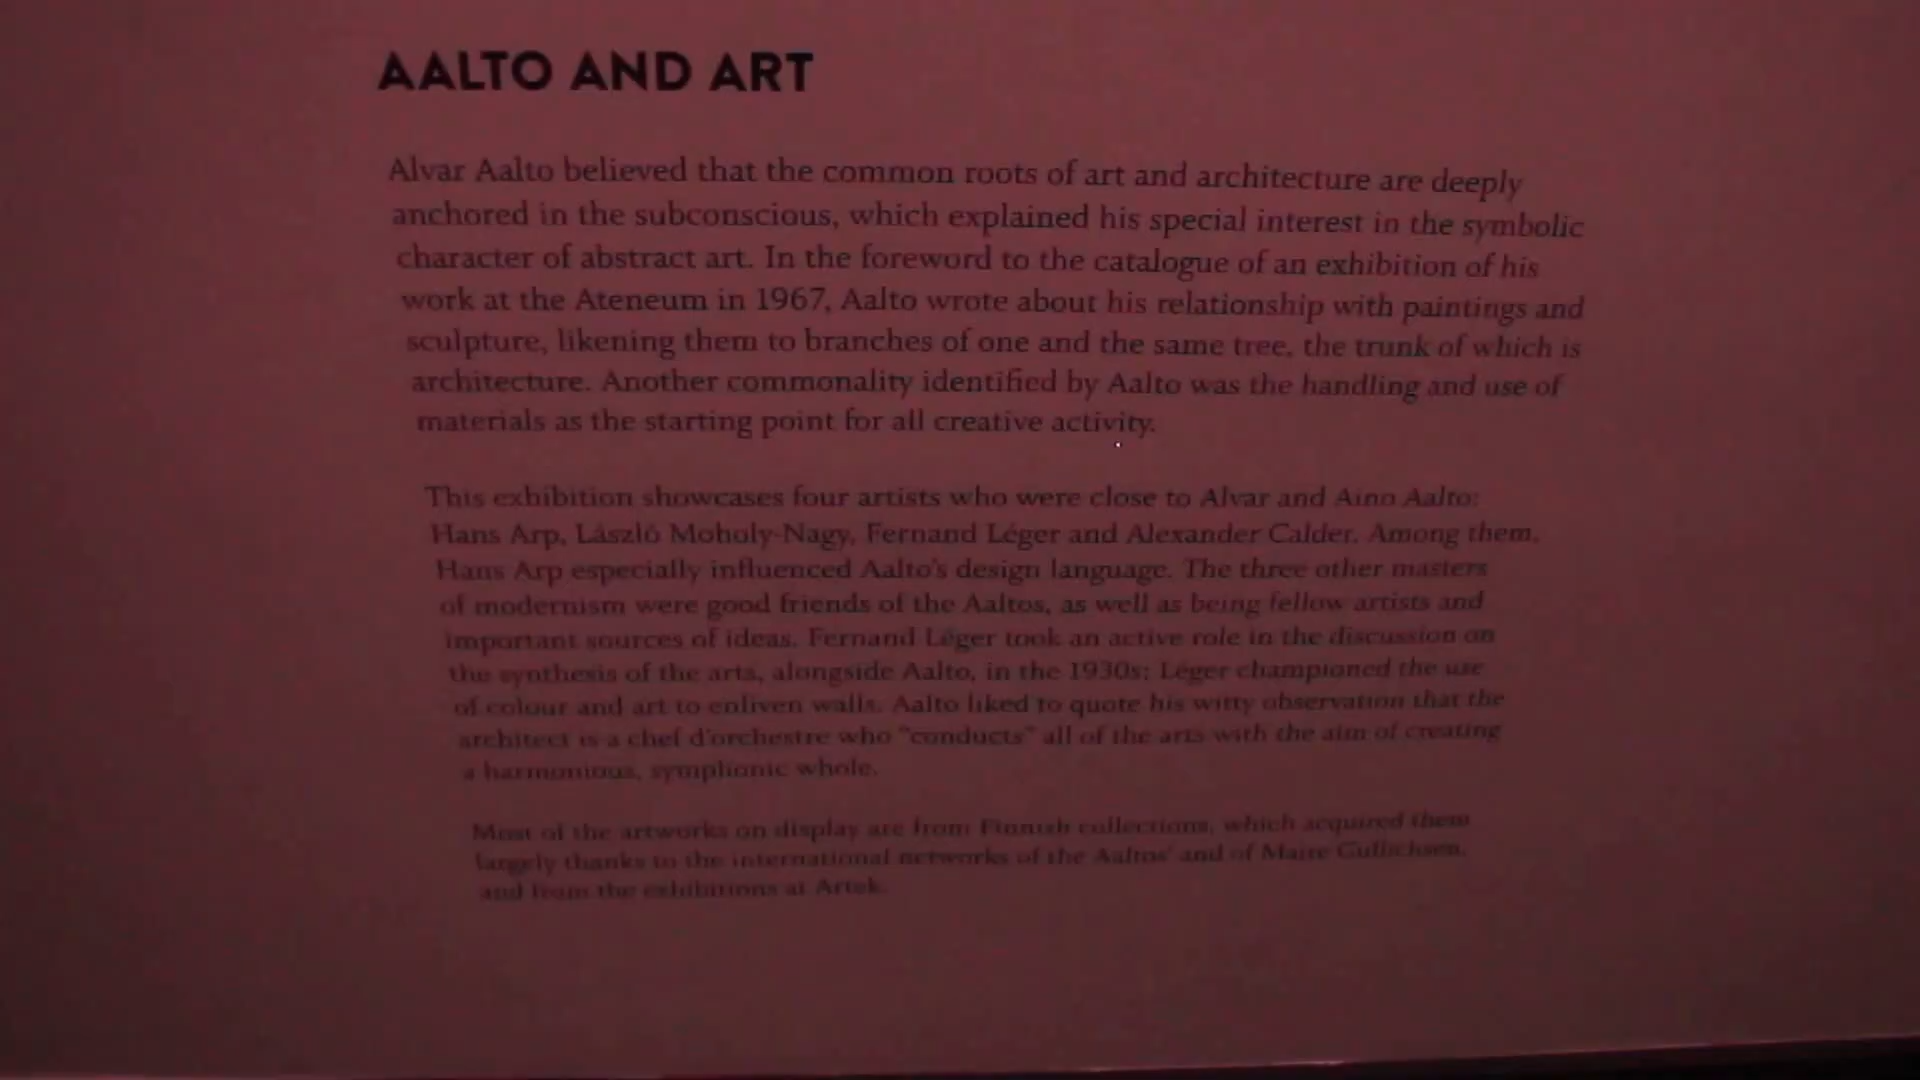 AALTO AND ART
Alvar Aalto believed that the common roots of art and architecture are deeply
anchored in the subconscious, which explained his special interest in the symbolic
character of abstract art. In the foreword to the catalogue of an exhibition of his
work at the Ateneum in 1967, Aalto wrote about his relationship with paintings and
sculpture, likening them to branches of one and the same tree, the trunk of which is
architecture. Another commonality identified by Aalto was the handling and use of
materials as the starting point for all creative activity.
This exhibition showcases four artists who were close to Alvar and Aino Aalto:
Hans Arp, László Moholy-Nagy, Fernand Léger and Alexander Calder. Among them,
Hans Arp especially influenced Aalto's design language. The three other masters
of modernism were good friends of the Aaltos, as well as being fellow artists and
important sources of ideas. Fernand Léger took an active role in the discussion on
the synthesis of the arts, alongside Aalto, in the 1930s; Léger championed the use
of colour and art to enliven walls. Aalto liked to quote his witty observation that the
architect is a chef d'orchestre who "conducts" all of the arts with the aim of creating
a harmonious, symphonic whole.
Most of the artworks on display are from Finnish collections, which acquired them
largely thanks to the international networks of the Aaltos' and of Maire Gullichsen,
and from the exhibitions at Artek.